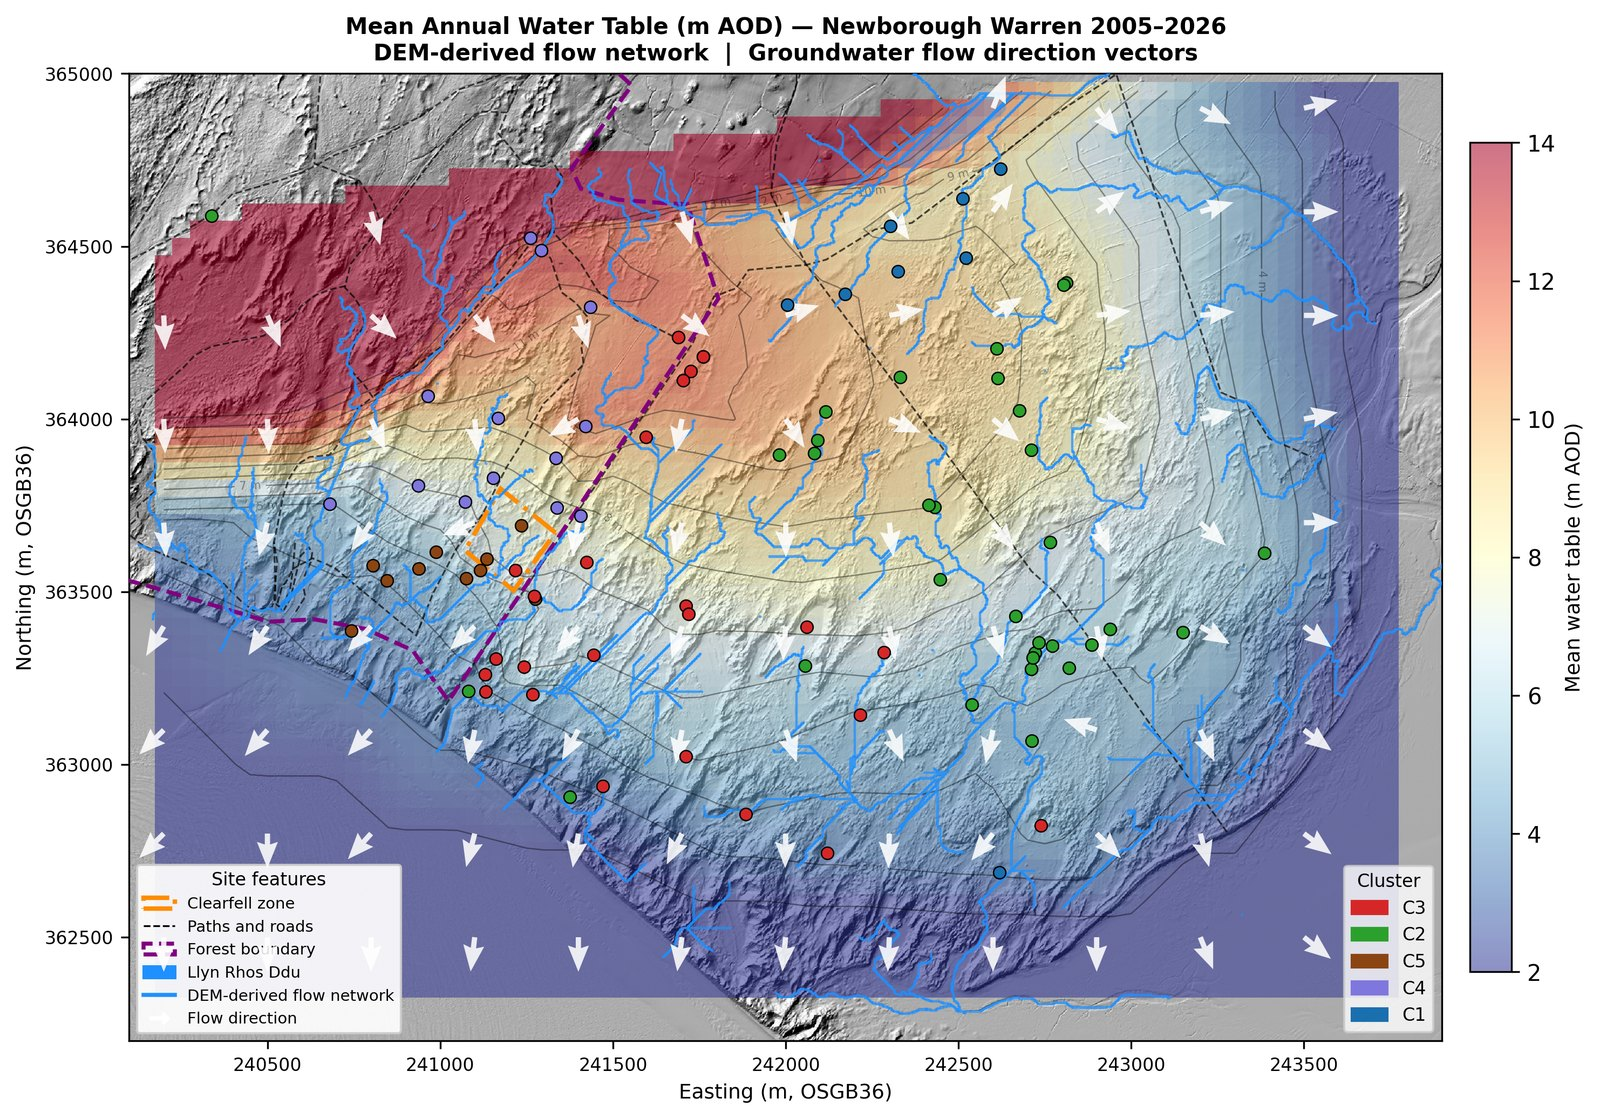 Mean Annual Water Table (m AOD) — Newborough Warren 2005–2026
DEM-derived flow network | Groundwater flow direction vectors
365000
364500
364000
363500
363000
362500
Northing (m, OSGB36)
9 m
10 m
4 m
7 m
Site features
Clearfell zone
Paths and roads
Forest boundary
Llyn Rhos Ddu
DEM-derived flow network
Flow direction
Cluster
C3
C2
C5
C4
C1
240500
241000
241500
242000
242500
243000
243500
Easting (m, OSGB36)
14
12
10
8
6
4
2
Mean water table (m AOD)